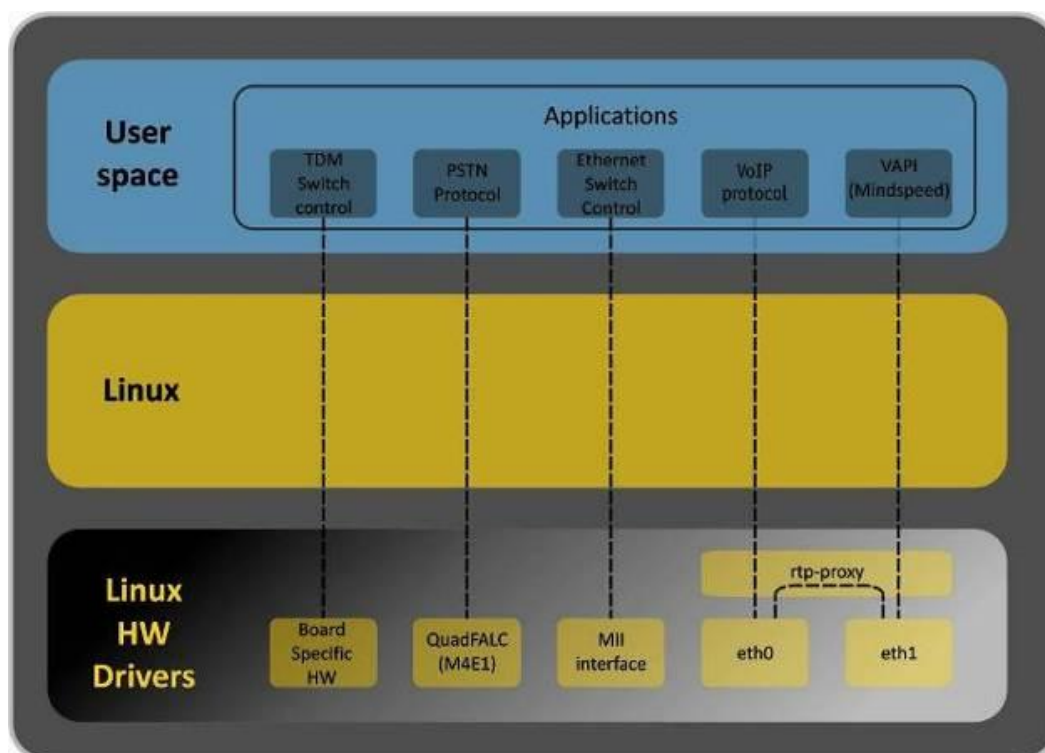 User
space
Applications
TDM
Switch
control
PSTN
Protocol
Ethernet
Switch
Control
VoIP
protocol
VAPI
(Mindspeed)
Linux
Linux
HW
Drivers
rtp-proxy
Board
Specific
HW
QuadFALC
(M4E1)
MII
interface
eth0
eth1